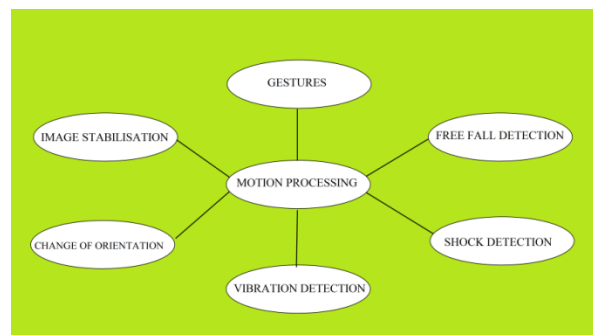 GESTURES
IMAGE STABILISATION
FREE FALL DETECTION
MOTION PROCESSING
CHANGE OF ORIENTATION
SHOCK DETECTION
VIBRATION DETECTION